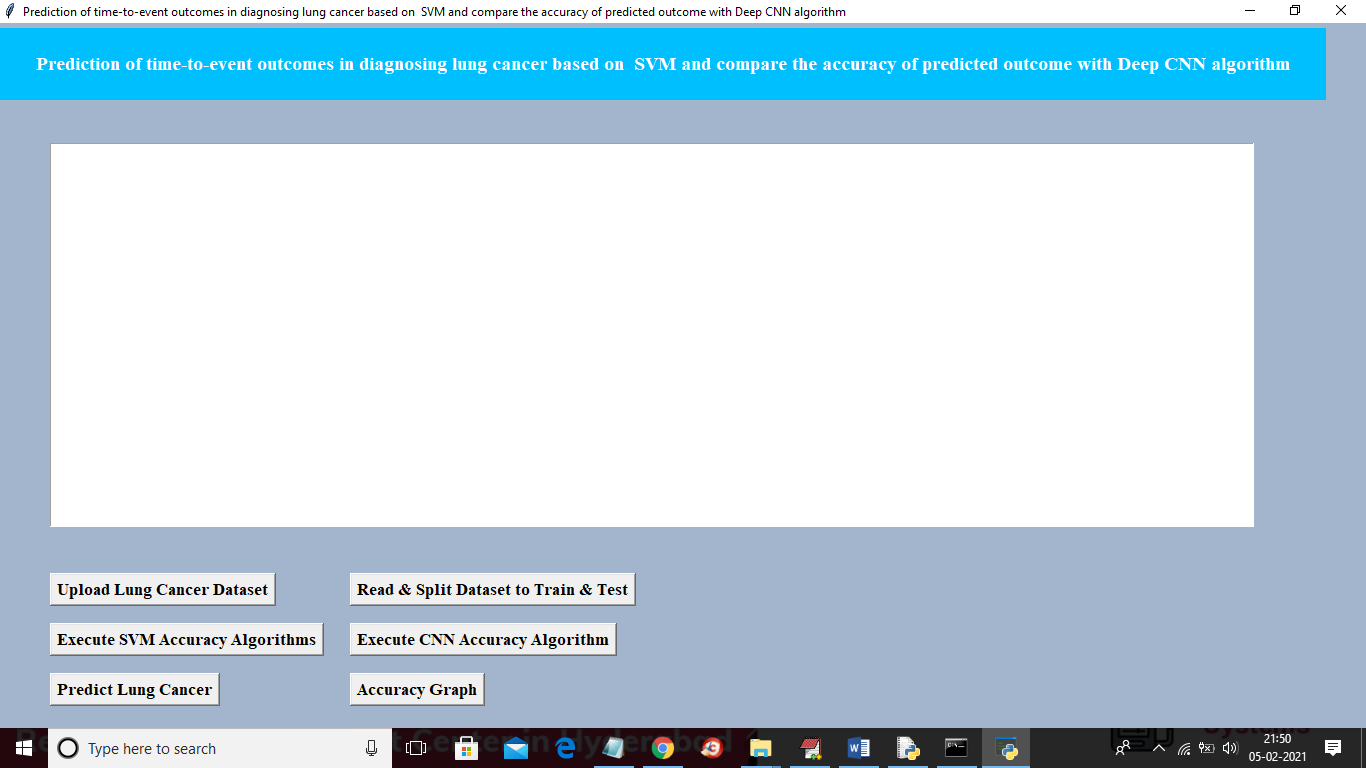 Prediction of time-to-event outcomes in diagnosing lung cancer based on  SVM and compare the accuracy of predicted outcome with Deep CNN algorithm
Prediction of time-to-event outcomes in diagnosing lung cancer based on  SVM and compare the accuracy of predicted outcome with Deep CNN algorithm
Upload Lung Cancer Dataset
Read & Split Dataset to Train & Test
Execute SVM Accuracy Algorithms
Execute CNN Accuracy Algorithm
Predict Lung Cancer
Accuracy Graph
Type here to search
21:50
05-02-2021